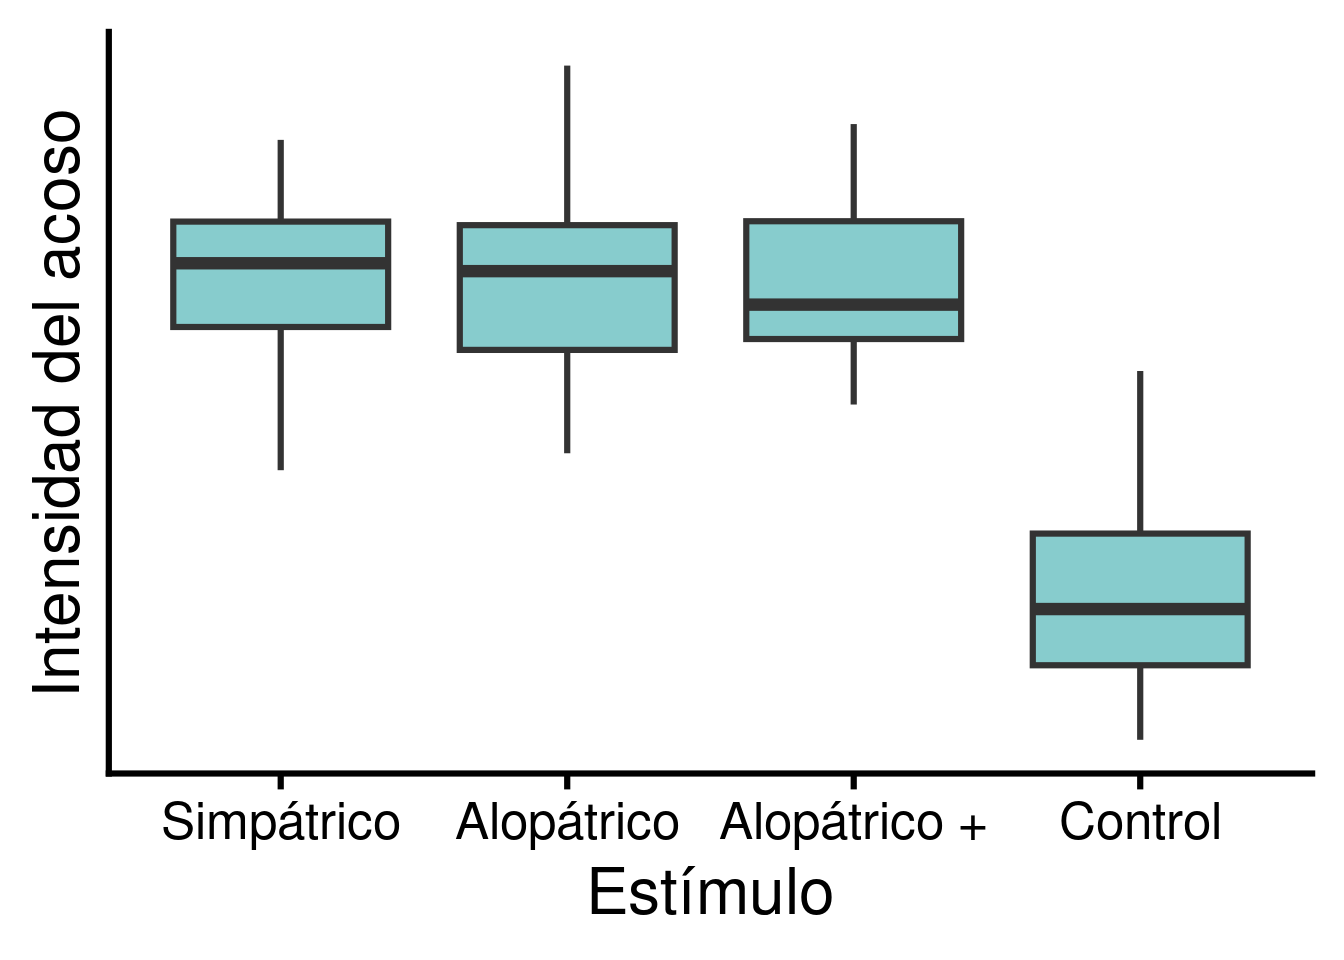 Intensidad del acoso
Simpátrico
Alopátrico
Alopátrico +
Control
Estímulo